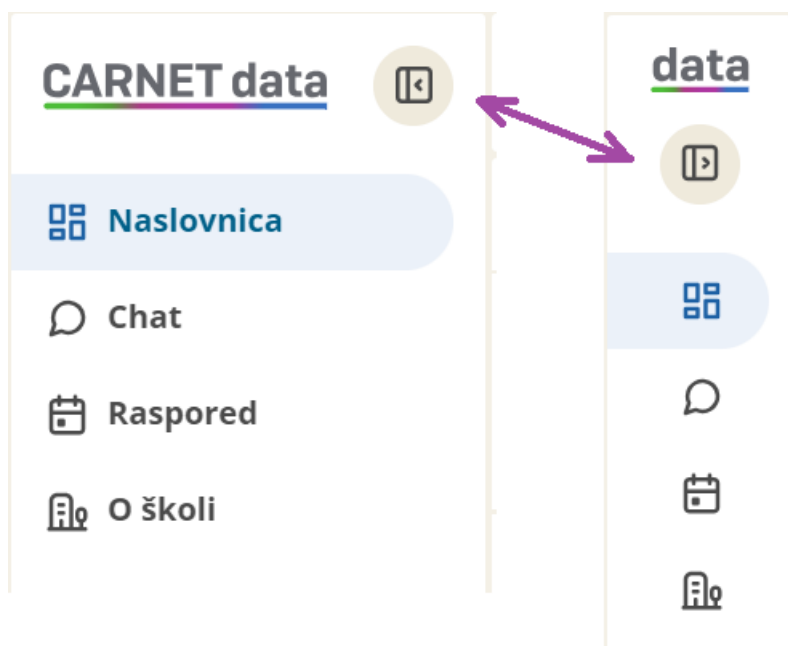 CARNET data
Naslovnica
Chat
Raspored
O školi
data